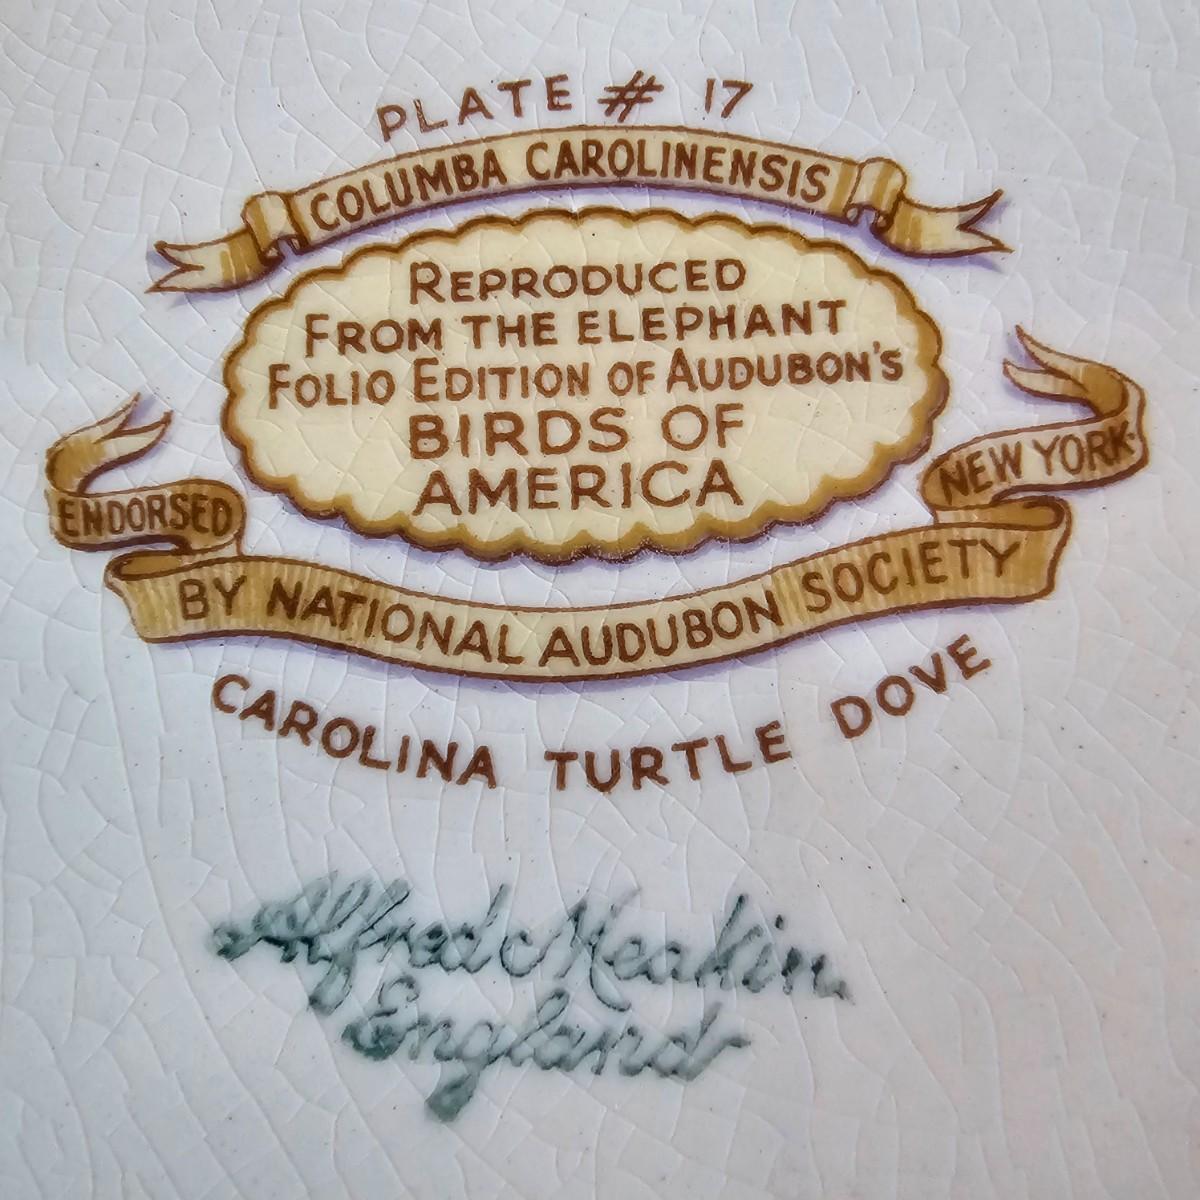 PLATE # 17
COLUMBA CAROLINENSIS
REPRODUCED
FROM THE ELEPHANT
FOLIO EDITION OF AUDUBON'S
BIRDS OF
AMERICA
ENDORSED
BY NATIONAL AUDUBON SOCIETY
NEW YORK·
CAROLINA TURTLE DOVE
Alfred Meakin
England